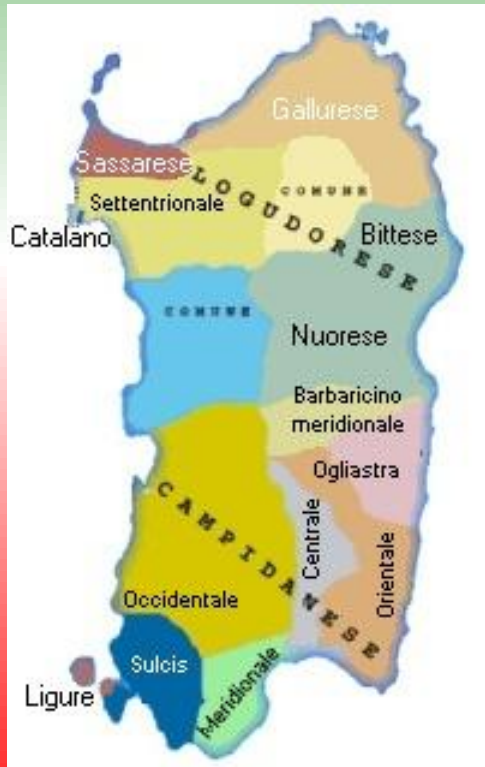 Gallurese
Sassarese
LOGUDORESE
COMUNE
Settentrionale
Catalano
Bittese
COMUNE
Nuorese
Barbaricino
meridionale
Ogliastra
CAMPIDANESE
Centrale
Orientale
Occidentale
Sulcis
Ligure
Meridionale